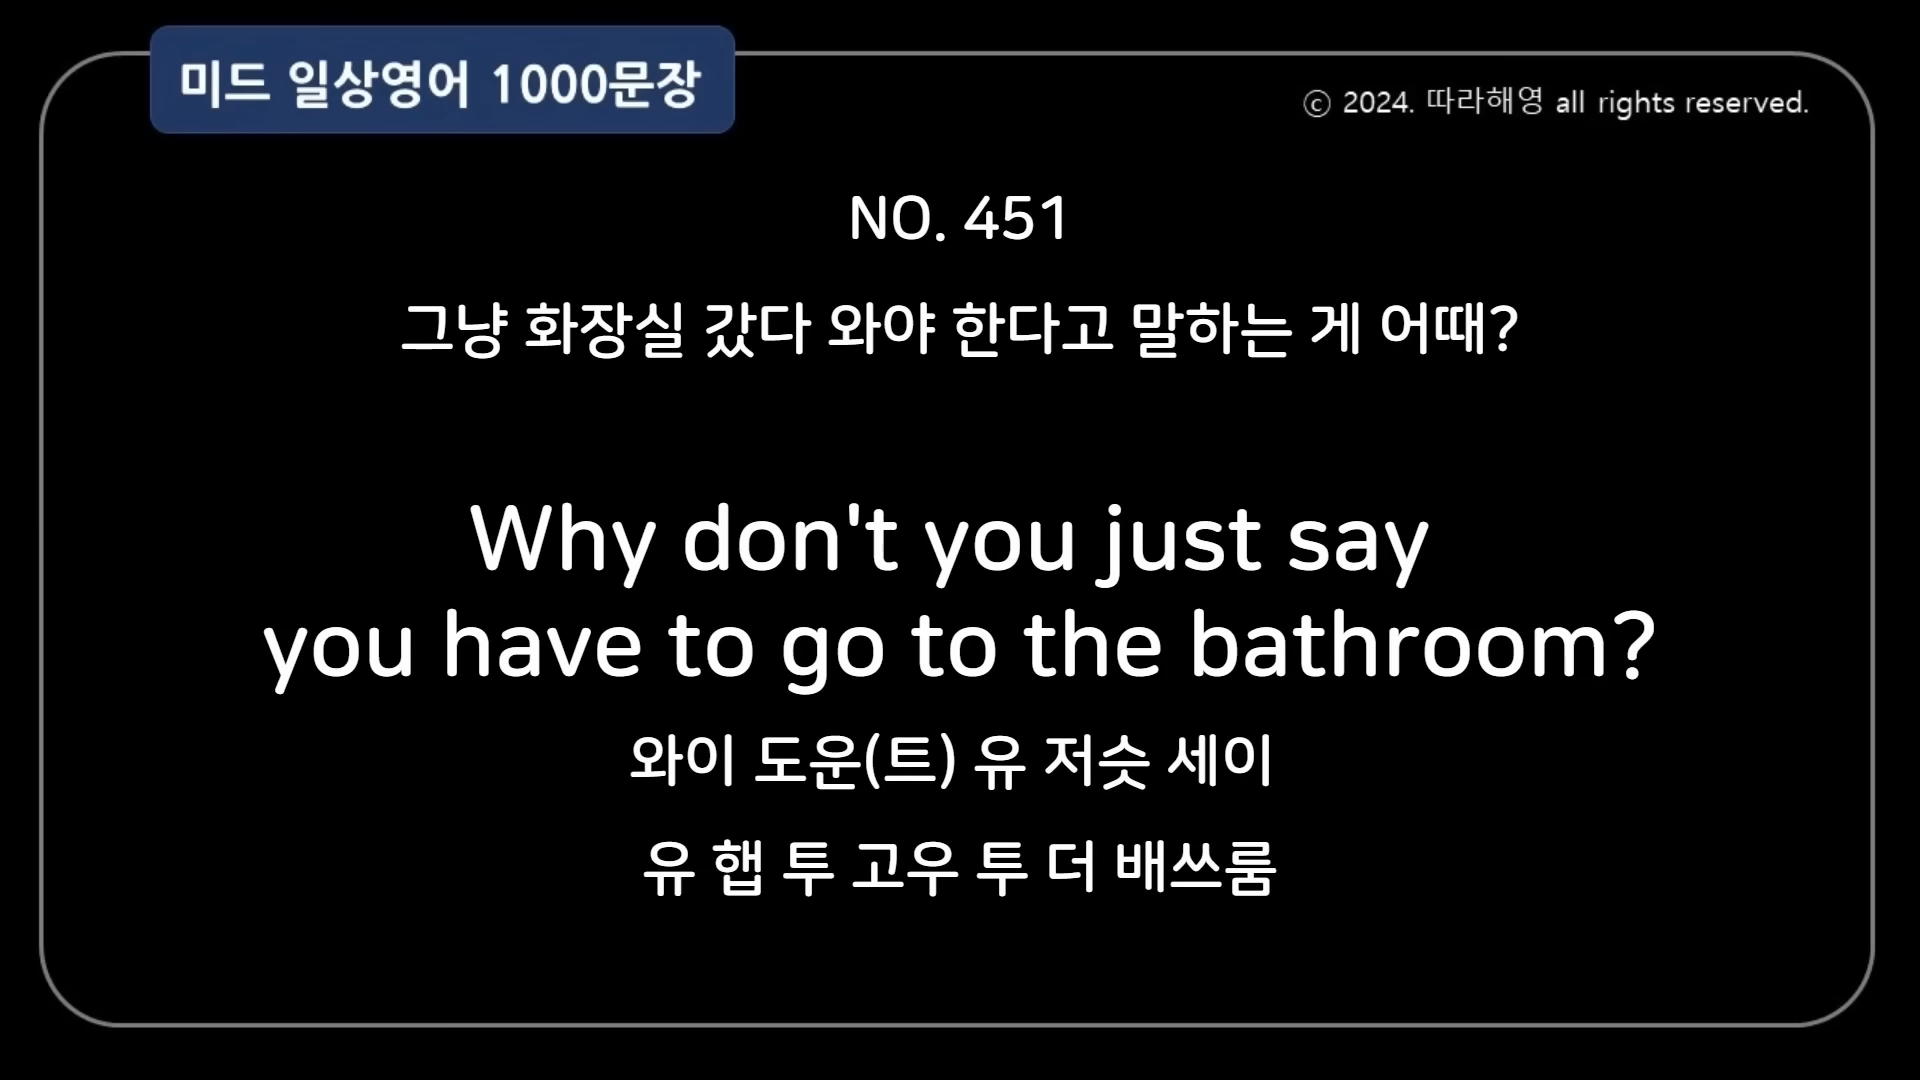 미드 일상영어 1000문장
ⓒ 2024. 따라해영 all rights reserved.
NO. 451
그냥 화장실 갔다 와야 한다고 말하는 게 어때?
Why don't you just say
you have to go to the bathroom?
와이 도운(트) 유 저슷 세이
유 햅 투 고우 투 더 배쓰룸